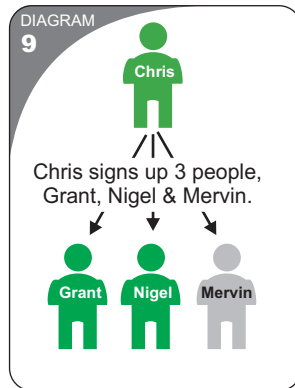 DIAGRAM
9
Chris
Chris signs up 3 people,
Grant, Nigel & Mervin.
Grant Nigel Mervin